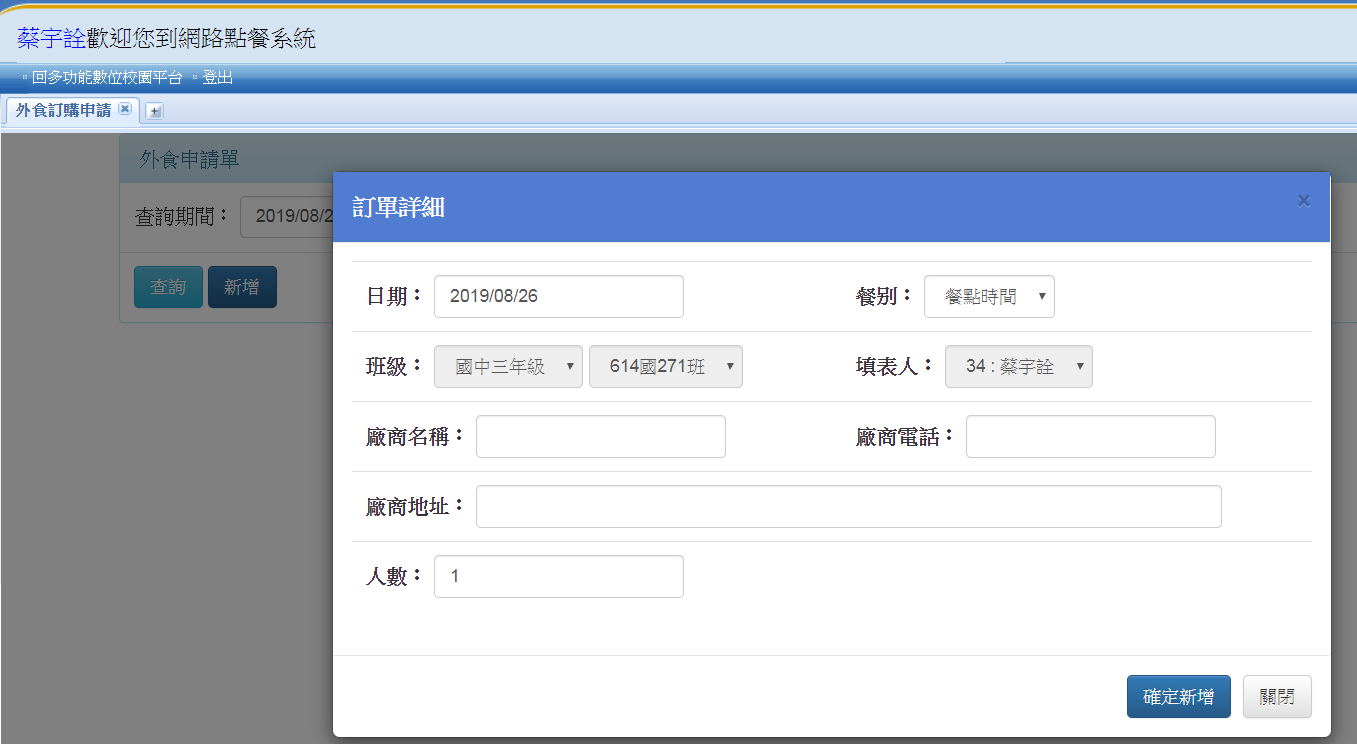 蔡宇詮歡迎您到網路點餐系統
回多功能數位校園平台 登出
外食訂購申請
外食申請單
查詢期間： 2019/08/2
查詢 新增
訂單詳細 ×
日期： 2019/08/26 餐別： 餐點時間
班級： 國中三年級 614國271班 填表人： 34 : 蔡宇詮
廠商名稱： 廠商電話：
廠商地址：
人數： 1
確定新增 關閉